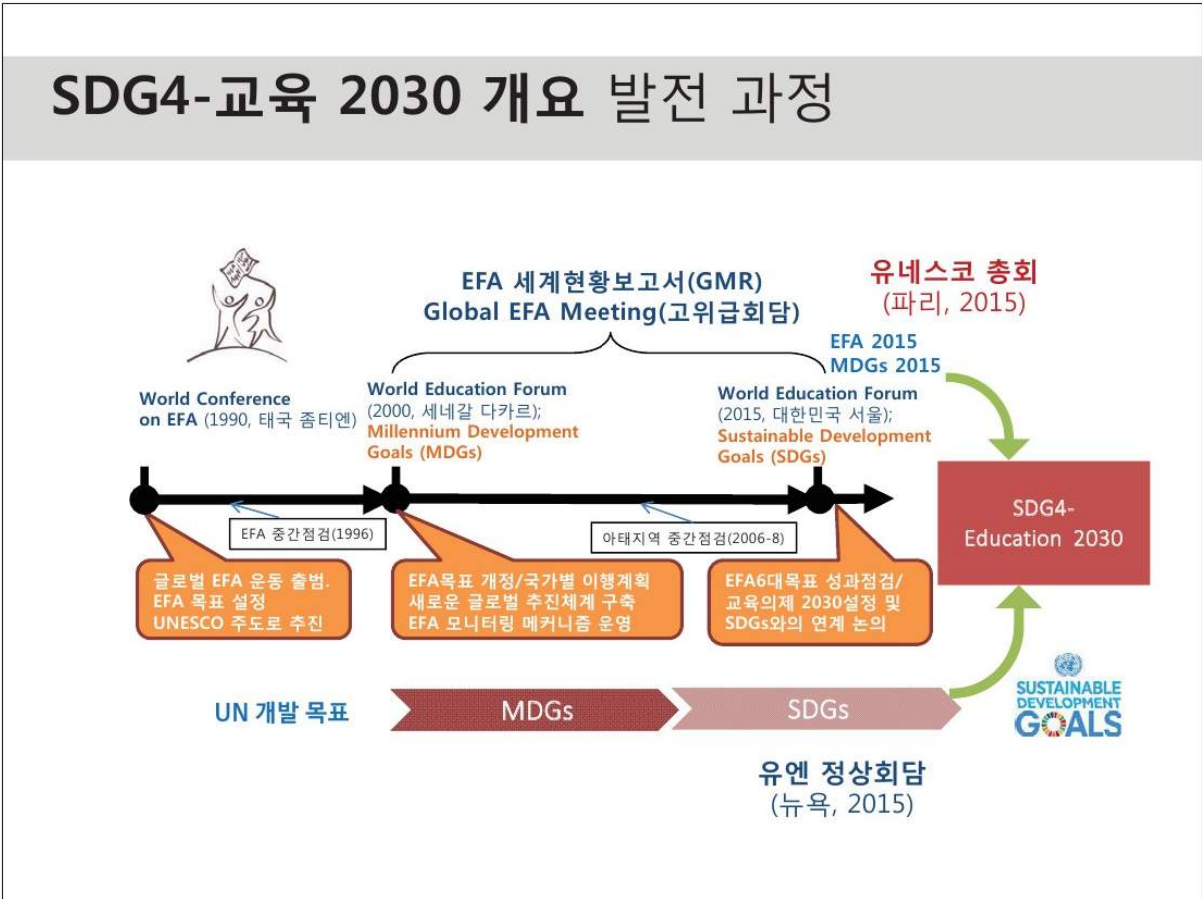 SDG4-교육 2030 개요 발전 과정
EFA 세계현황보고서(GMR)
Global EFA Meeting(고위급회담)
유네스코 총회
(파리, 2015)
EFA 2015
MDGs 2015
World Conference
on EFA (1990, 태국 좀티엔)
World Education Forum
(2000, 세네갈 다카르);
Millennium Development
Goals (MDGs)
World Education Forum
(2015, 대한민국 서울);
Sustainable Development
Goals (SDGs)
EFA 중간점검(1996)
아태지역 중간점검(2006-8)
SDG4-
Education 2030
글로벌 EFA 운동 출범.
EFA 목표 설정
UNESCO 주도로 추진
EFA목표 개정/국가별 이행계획
새로운 글로벌 추진체계 구축
EFA 모니터링 메커니즘 운영
EFA6대목표 성과점검/
교육의제 2030설정 및
SDGs와의 연계 논의
UN 개발 목표
MDGs
SDGs
SUSTAINABLE
DEVELOPMENT
GOALS
유엔 정상회담
(뉴욕, 2015)